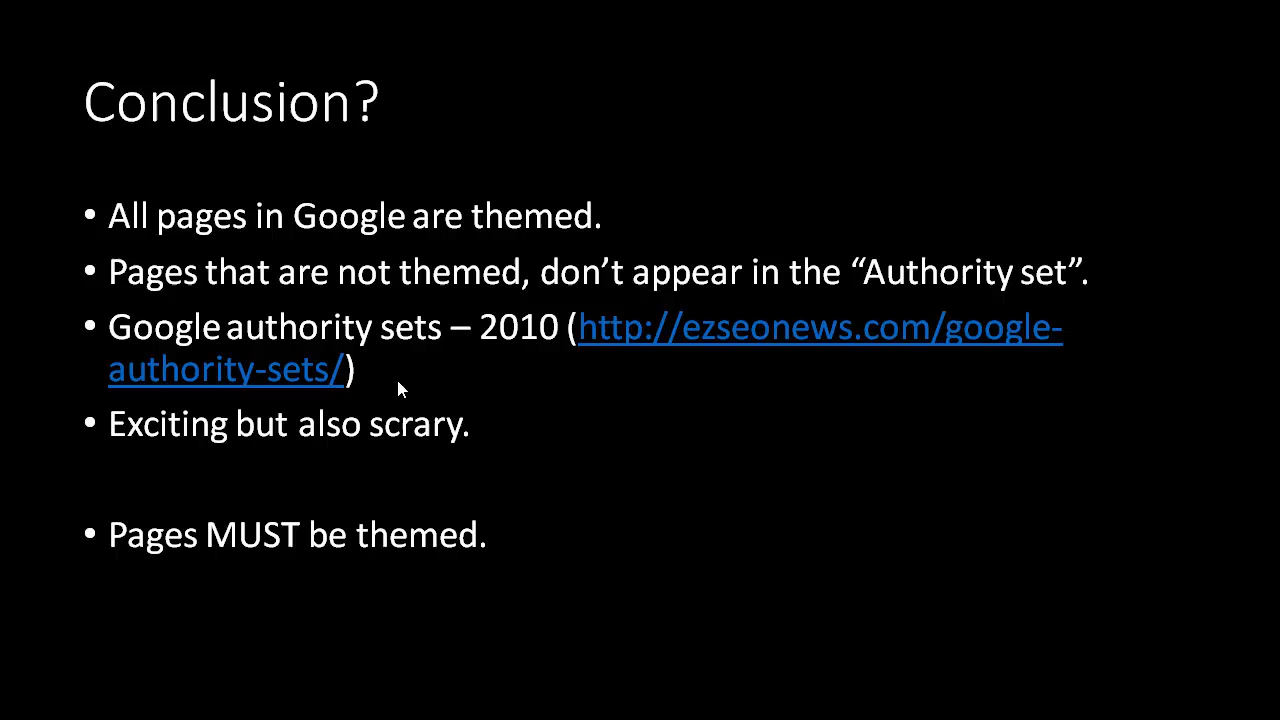 Conclusion?
• All pages in Google are themed.
• Pages that are not themed, don’t appear in the “Authority set”.
• Google authority sets – 2010 (http://ezseonews.com/google-
authority-sets/)
• Exciting but also scrary.
• Pages MUST be themed.